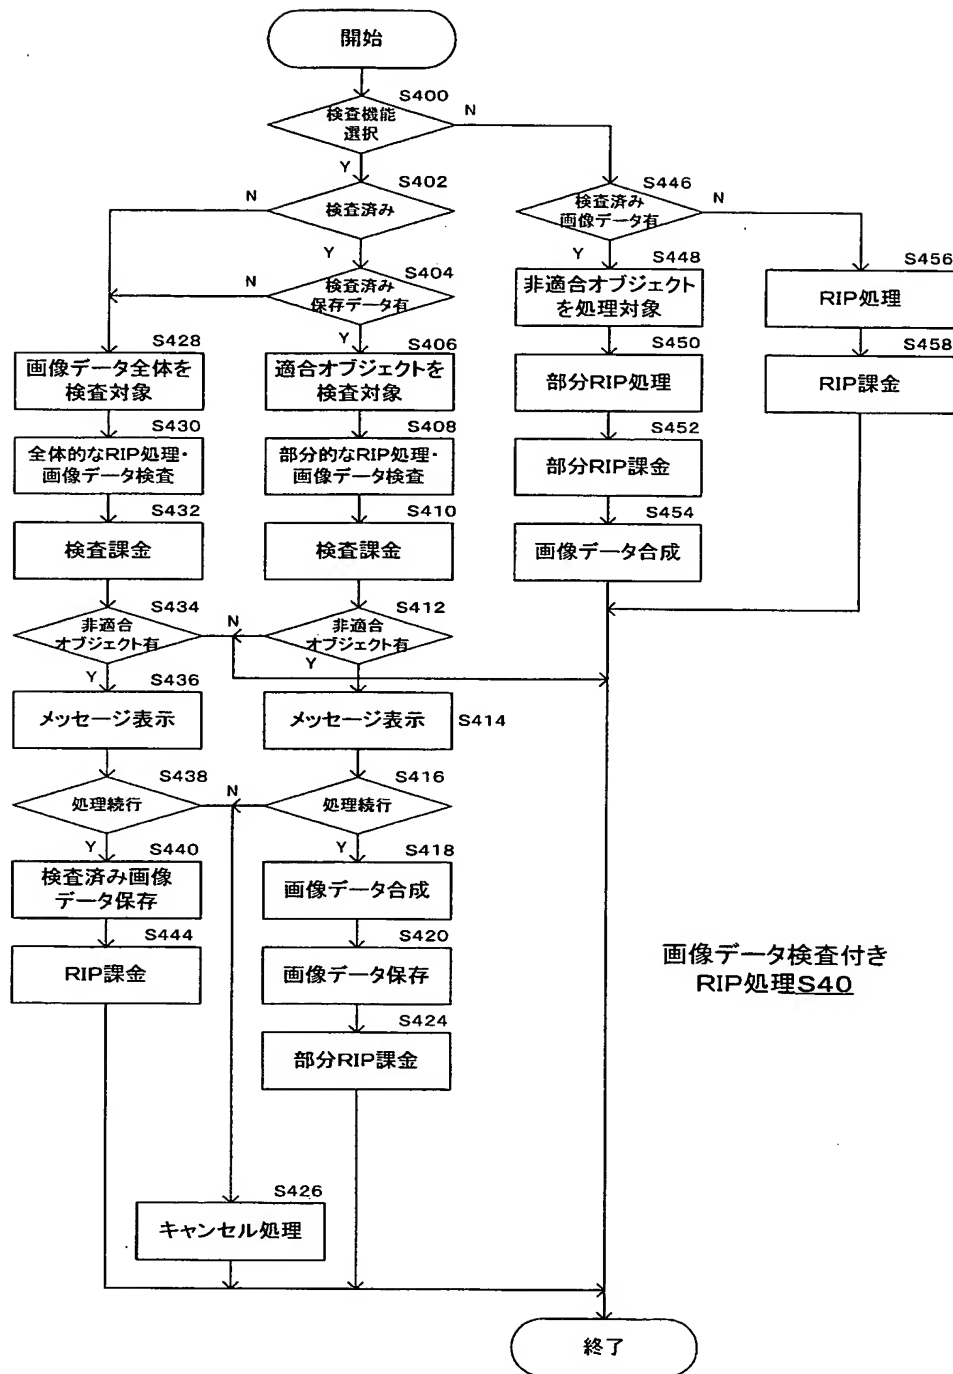 開始
S400
検査機能
選択
N
Y
S402
検査済み
N
Y
S404
検査済み
保存データ有
N
Y
S446
検査済み
画像データ有
N
Y
S428
画像データ全体を
検査対象
S406
適合オブジェクトを
検査対象
S448
非適合オブジェクト
を処理対象
S456
RIP処理
S430
全体的なRIP処理・
画像データ検査
S408
部分的なRIP処理・
画像データ検査
S450
部分RIP処理
S458
RIP課金
S432
検査課金
S410
検査課金
S452
部分RIP課金
S454
画像データ合成
S434
非適合
オブジェクト有
N
Y
S412
非適合
オブジェクト有
Y
S436
メッセージ表示
メッセージ表示
S414
S438
処理続行
N
Y
S416
処理続行
Y
S440
検査済み画像
データ保存
S418
画像データ合成
S444
RIP課金
S420
画像データ保存
S424
部分RIP課金
画像データ検査付き
RIP処理S40
S426
キャンセル処理
終了